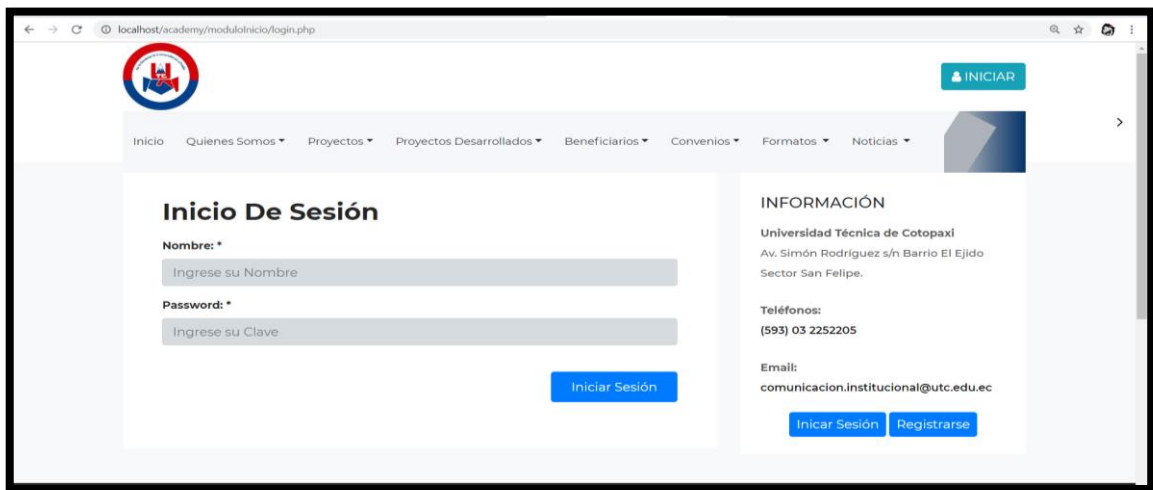 localhost/academy/moduloInicio/login.php
INICIAR
Inicio Quienes Somos Proyectos Proyectos Desarrollados Beneficiarios Convenios Formatos Noticias
Inicio De Sesión
Nombre: *
Ingrese su Nombre
Password: *
Ingrese su Clave
Iniciar Sesión
INFORMACIÓN
Universidad Técnica de Cotopaxi
Av. Simón Rodríguez s/n Barrio El Ejido
Sector San Felipe.
Teléfonos:
(593) 03 2252205
Email:
comunicacion.institucional@utc.edu.ec
Inicar Sesión Registrarse